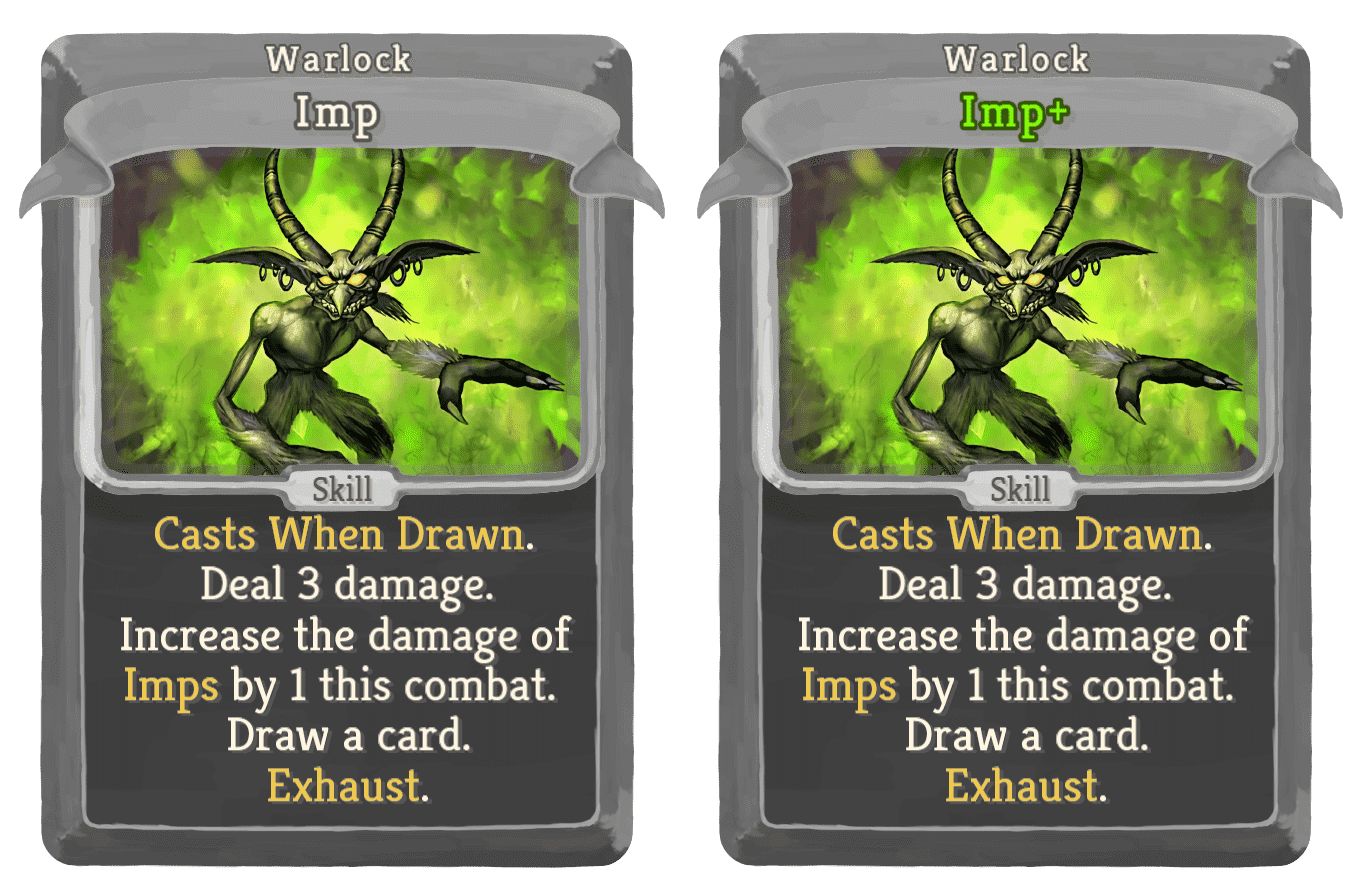 Warlock
Imp
Skill
Casts When Drawn.
Deal 3 damage.
Increase the damage of
Imps by 1 this combat.
Draw a card.
Exhaust.
Warlock
Imp+
Skill
Casts When Drawn.
Deal 3 damage.
Increase the damage of
Imps by 1 this combat.
Draw a card.
Exhaust.